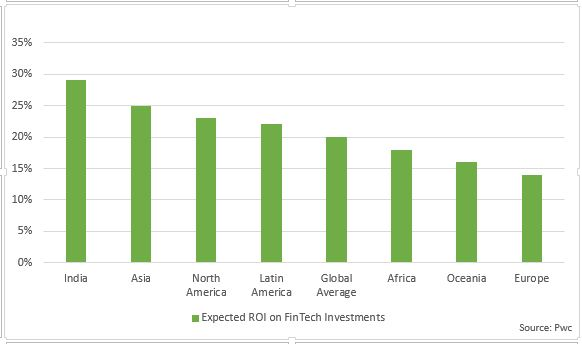 35%
30%
25%
20%
15%
10%
5%
0%
India Asia North America Latin America Global Average Africa Oceania Europe
Expected ROI on FinTech Investments
Source: Pwc